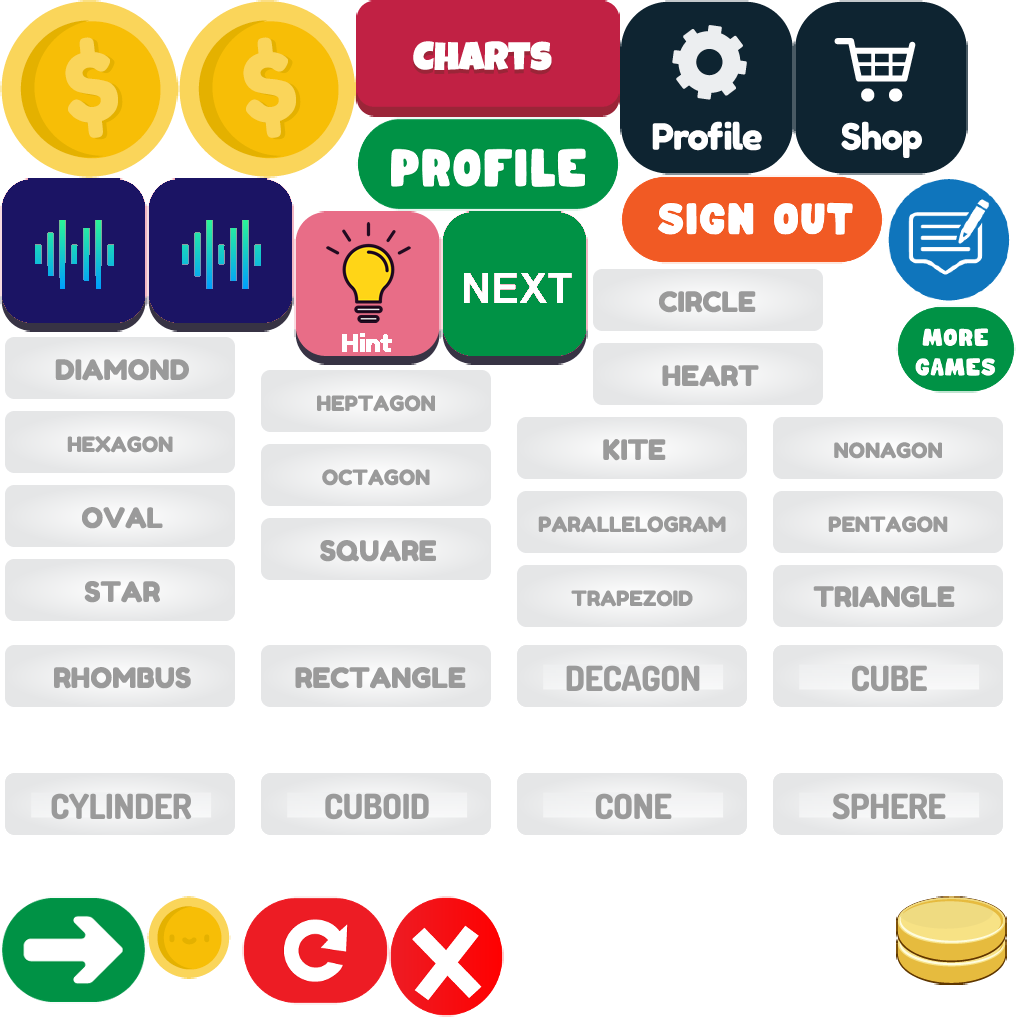 $ $
CHARTS
Profile
Shop
PROFILE
SIGN OUT
Hint
NEXT
MORE
GAMES
CIRCLE
HEART
DIAMOND
HEPTAGON
HEXAGON
KITE
NONAGON
OCTAGON
OVAL
PARALLELOGRAM
PENTAGON
SQUARE
STAR
TRAPEZOID
TRIANGLE
RHOMBUS
RECTANGLE
DECAGON
CUBE
CYLINDER
CUBOID
CONE
SPHERE